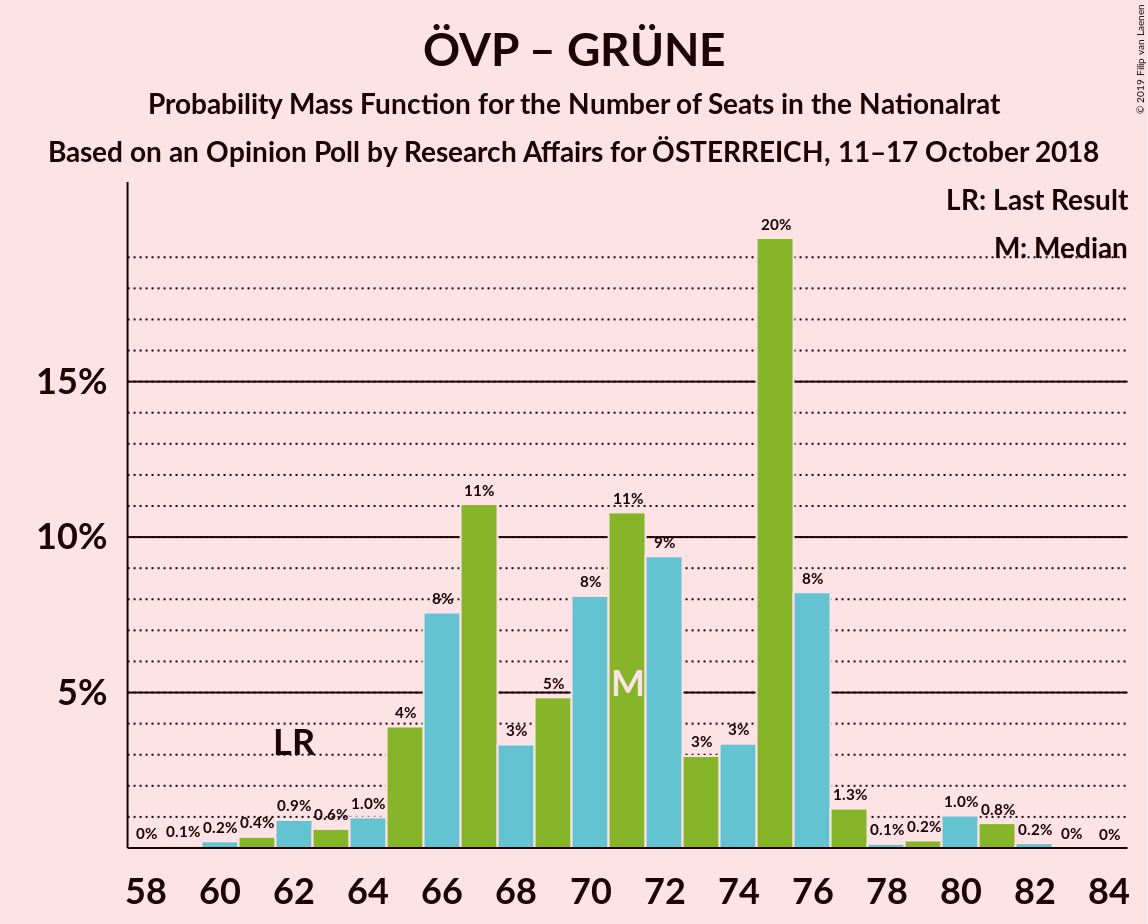 ÖVP – GRÜNE
Probability Mass Function for the Number of Seats in the Nationalrat
Based on an Opinion Poll by Research Affairs for ÖSTERREICH, 11–17 October 2018
© 2019 Filip van Laenen
LR: Last Result
M: Median
15%
10%
5%
0% 0.1% 0.2% 0.4% 0.9% 0.6% 1.0% 4% 8% 11% 3% 5% 8% 11% 9% 3% 3% 20% 8% 1.3% 0.1% 0.2% 1.0% 0.8% 0.2% 0% 0%
LR
M
58 60 62 64 66 68 70 72 74 76 78 80 82 84